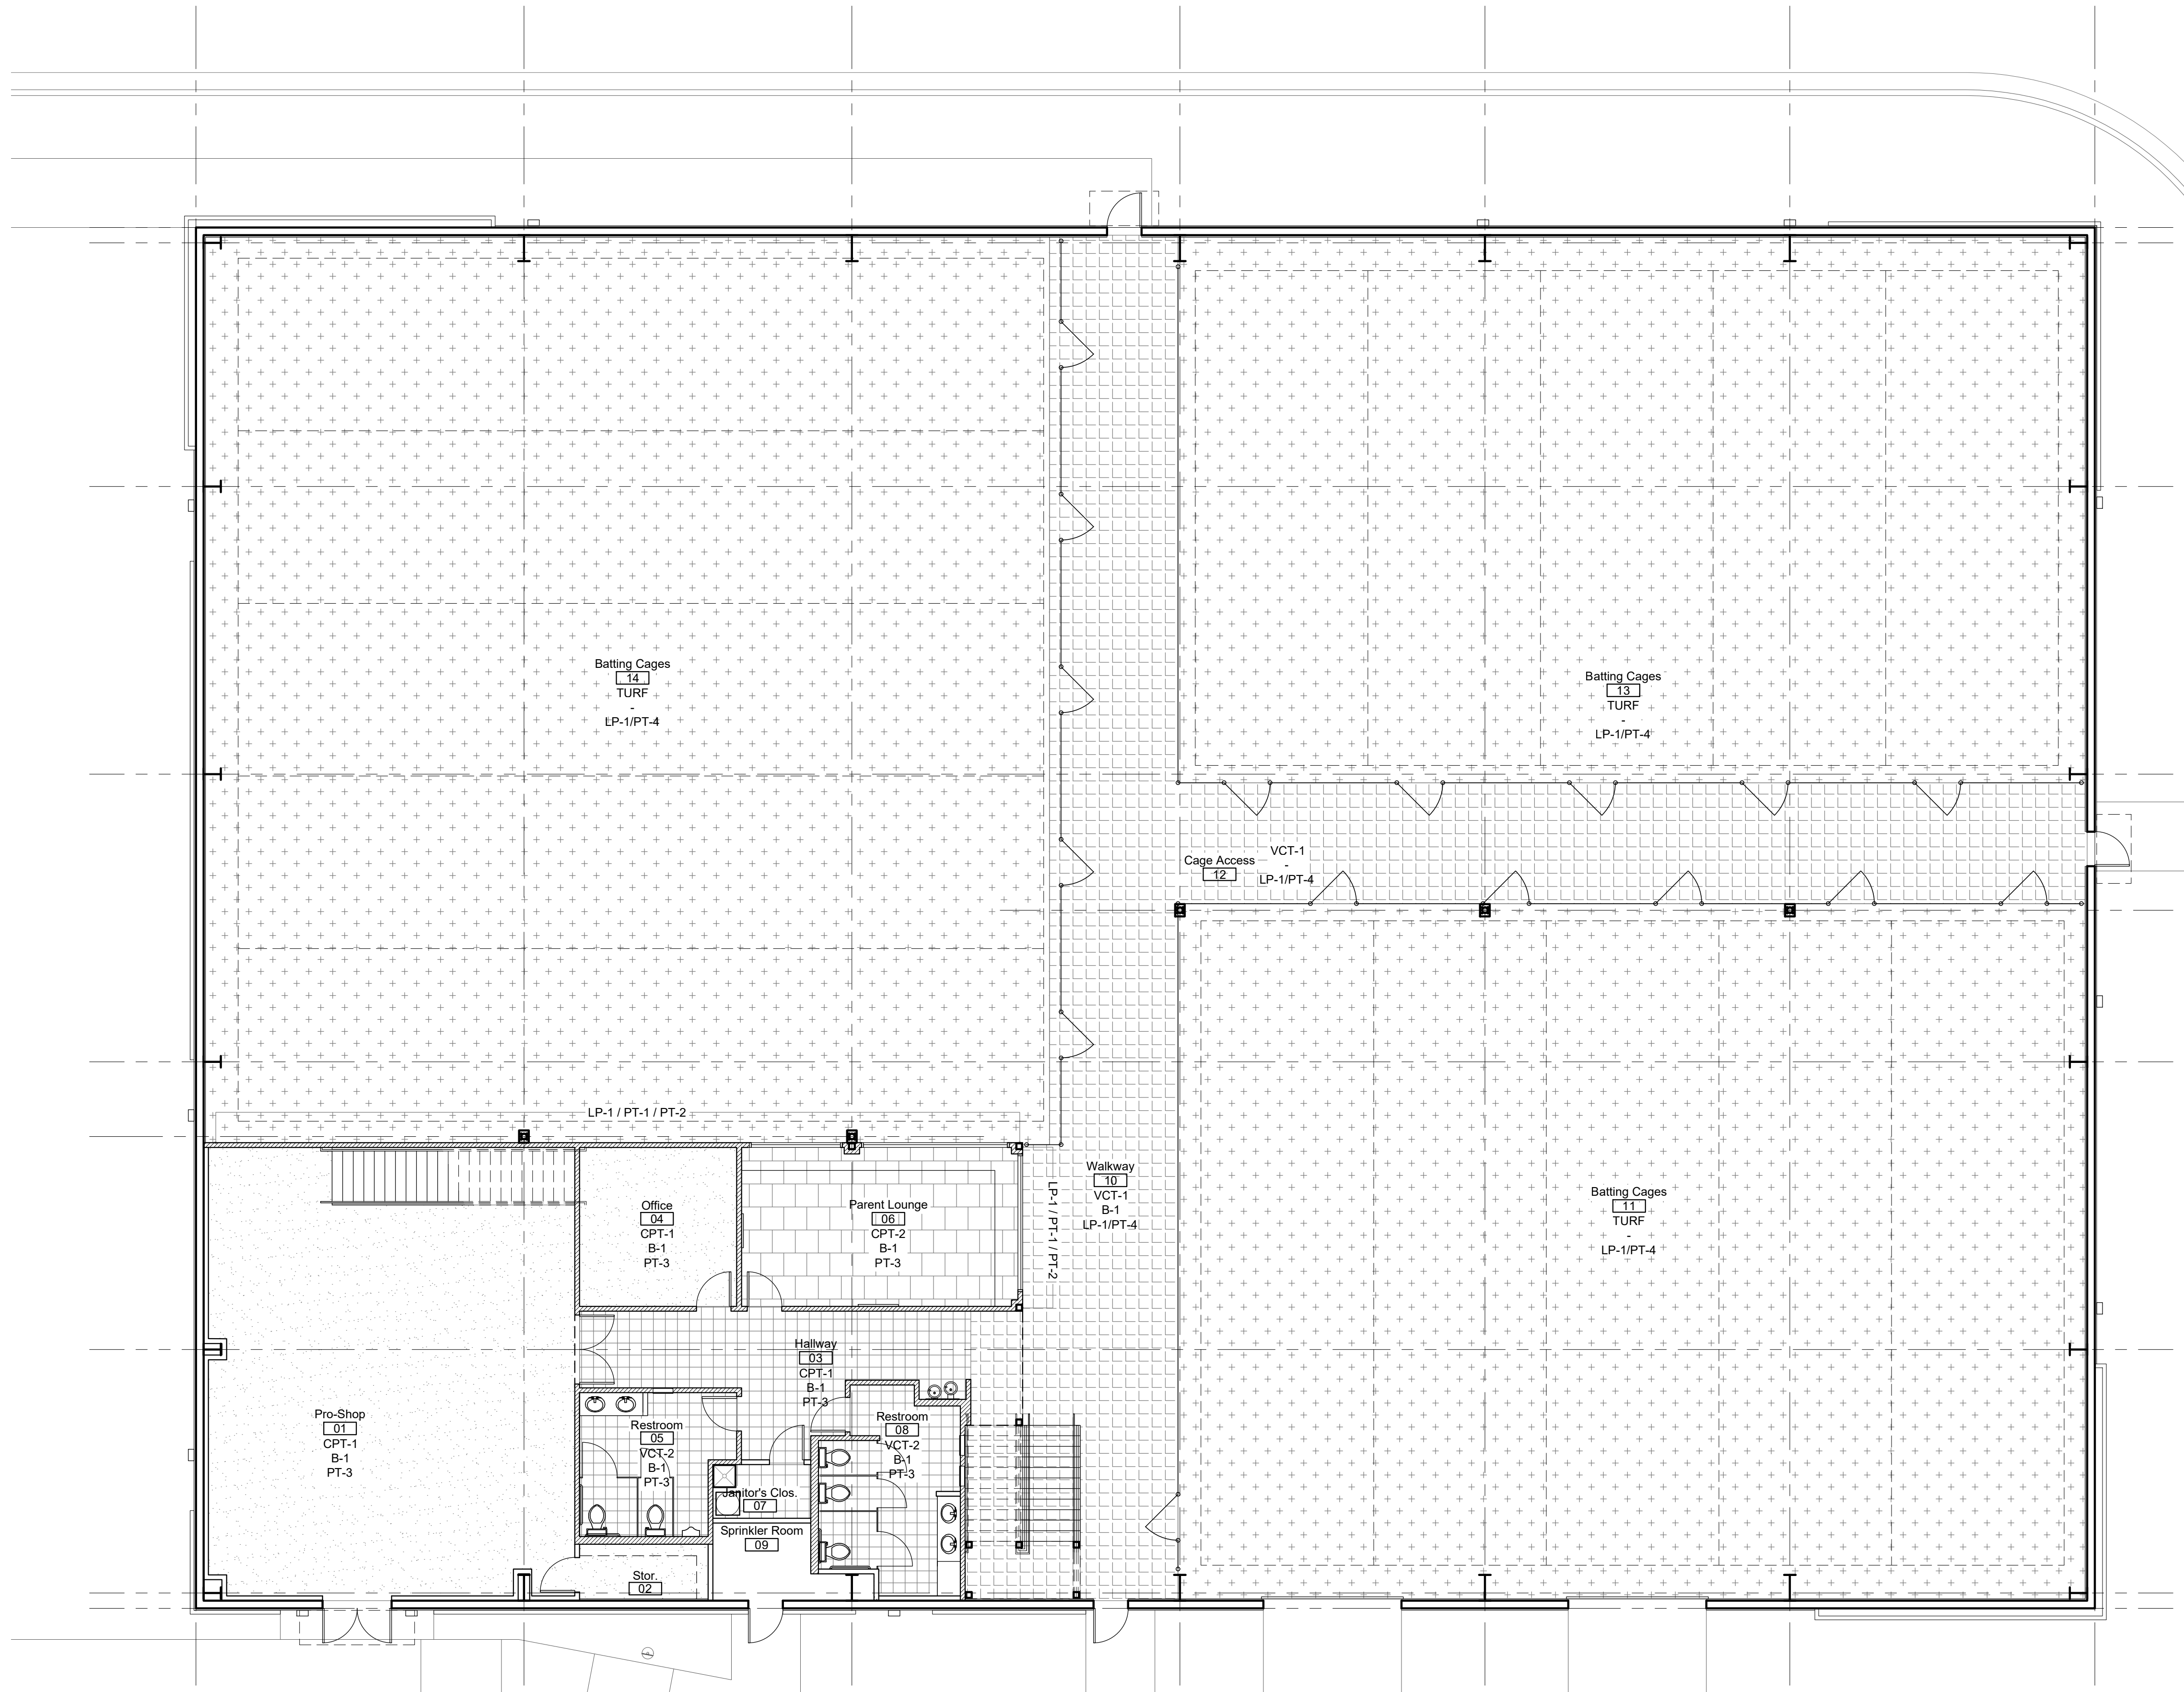 Batting Cages
14
TURF
-
LP-1/PT-4
Batting Cages
13
TURF
-
LP-1/PT-4
Cage Access
12
VCT-1
-
LP-1/PT-4
LP-1 / PT-1 / PT-2
Walkway
10
VCT-1
B-1
LP-1/PT-4
LP-1 / PT-1 / PT-2
Batting Cages
11
TURF
-
LP-1/PT-4
Office
04
CPT-1
B-1
PT-3
Parent Lounge
06
CPT-2
B-1
PT-3
Hallway
03
CPT-1
B-1
PT-3
Pro-Shop
01
CPT-1
B-1
PT-3
Restroom
05
VCT-2
B-1
PT-3
Restroom
08
VCT-2
B-1
PT-3
Janitor's Clos.
07
Sprinkler Room
09
Stor.
02